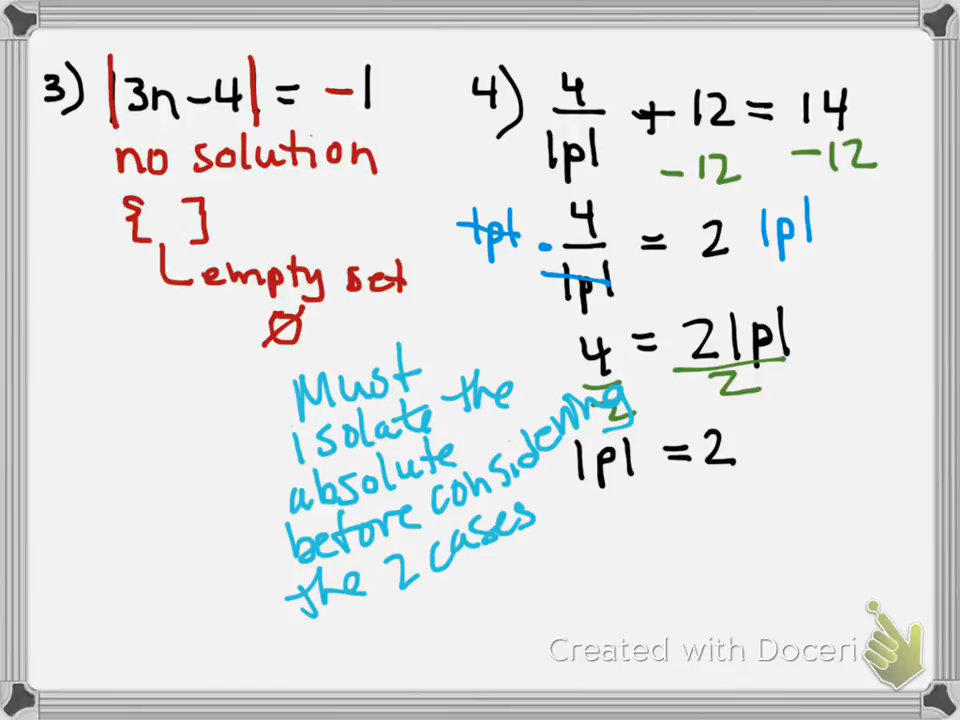 3) |3n-4| = -1
no solution
{ }
empty set
∅
4) 4/|p| + 12 = 14
-12 -12
|p| · 4/|p| = 2 |p|
4 = 2|p|
2 2
|p| = 2
Must
isolate the
absolute
before considering
the 2 cases
Created with Doceri